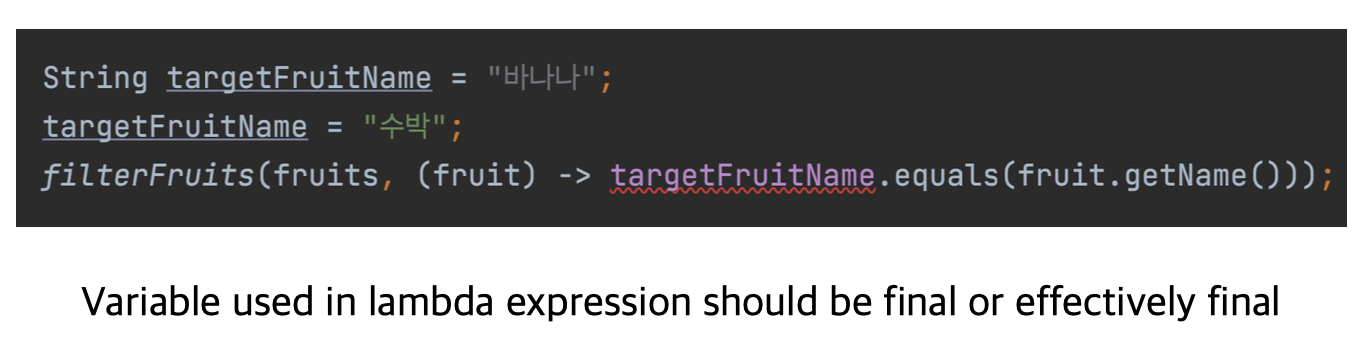 String targetFruitName = "바나나";
targetFruitName = "수박";
filterFruits(fruits, (fruit) -> targetFruitName.equals(fruit.getName()));
Variable used in lambda expression should be final or effectively final